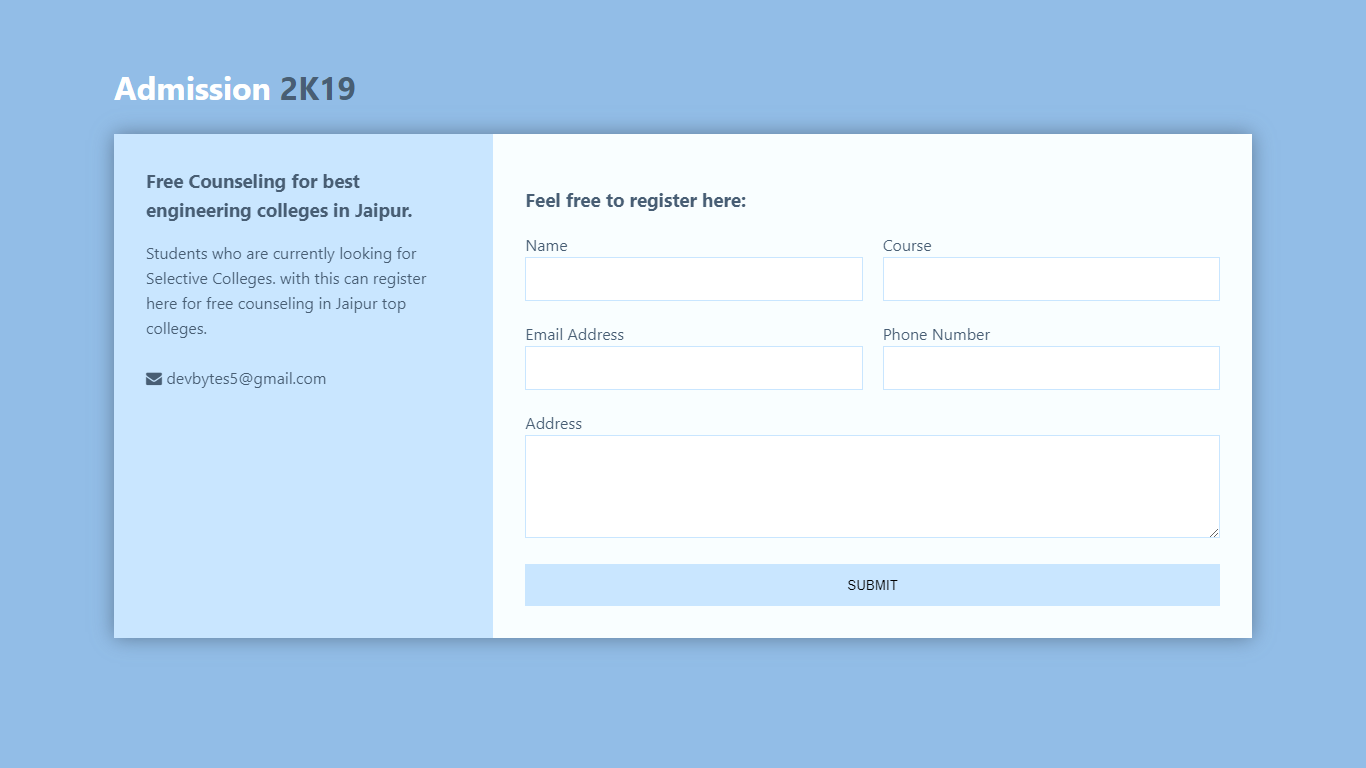 Admission 2K19
Free Counseling for best
engineering colleges in Jaipur.
Students who are currently looking for
Selective Colleges. with this can register
here for free counseling in Jaipur top
colleges.
devbytes5@gmail.com
Feel free to register here:
Name
Course
Email Address
Phone Number
Address
SUBMIT